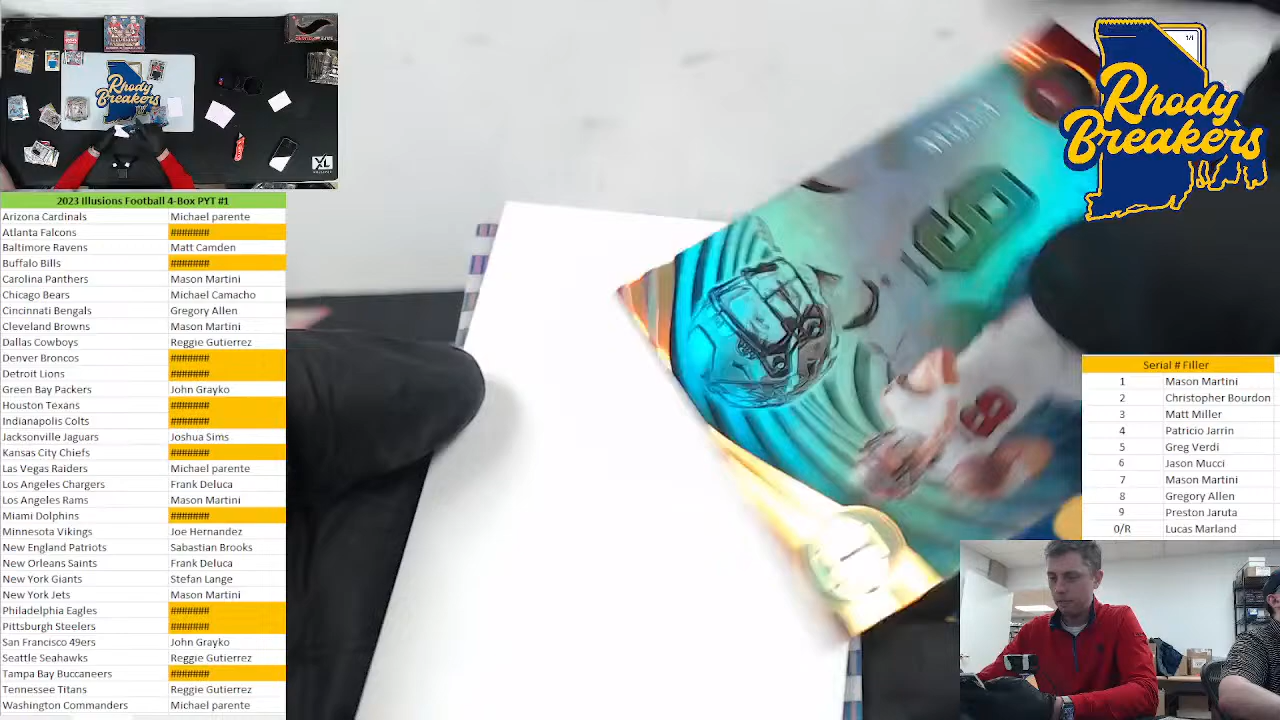 Rhody
Breakers
1/1
Rhody
Breakers
XL
2023 Illusions Football 4-Box PYT #1
Arizona Cardinals Michael parente
Atlanta Falcons #######
Baltimore Ravens Matt Camden
Buffalo Bills #######
Carolina Panthers Mason Martini
Chicago Bears Michael Camacho
Cincinnati Bengals Gregory Allen
Cleveland Browns Mason Martini
Dallas Cowboys Reggie Gutierrez
Denver Broncos #######
Detroit Lions #######
Green Bay Packers John Grayko
Houston Texans #######
Indianapolis Colts #######
Jacksonville Jaguars Joshua Sims
Kansas City Chiefs #######
Las Vegas Raiders Michael parente
Los Angeles Chargers Frank Deluca
Los Angeles Rams Mason Martini
Miami Dolphins #######
Minnesota Vikings Joe Hernandez
New England Patriots Sabastian Brooks
New Orleans Saints Frank Deluca
New York Giants Stefan Lange
New York Jets Mason Martini
Philadelphia Eagles #######
Pittsburgh Steelers #######
San Francisco 49ers John Grayko
Seattle Seahawks Reggie Gutierrez
Tampa Bay Buccaneers #######
Tennessee Titans Reggie Gutierrez
Washington Commanders Michael parente
Serial # Filler
1 Mason Martini
2 Christopher Bourdon
3 Matt Miller
4 Patricio Jarrin
5 Greg Verdi
6 Jason Mucci
7 Mason Martini
8 Gregory Allen
9 Preston Jaruta
0/R Lucas Marland